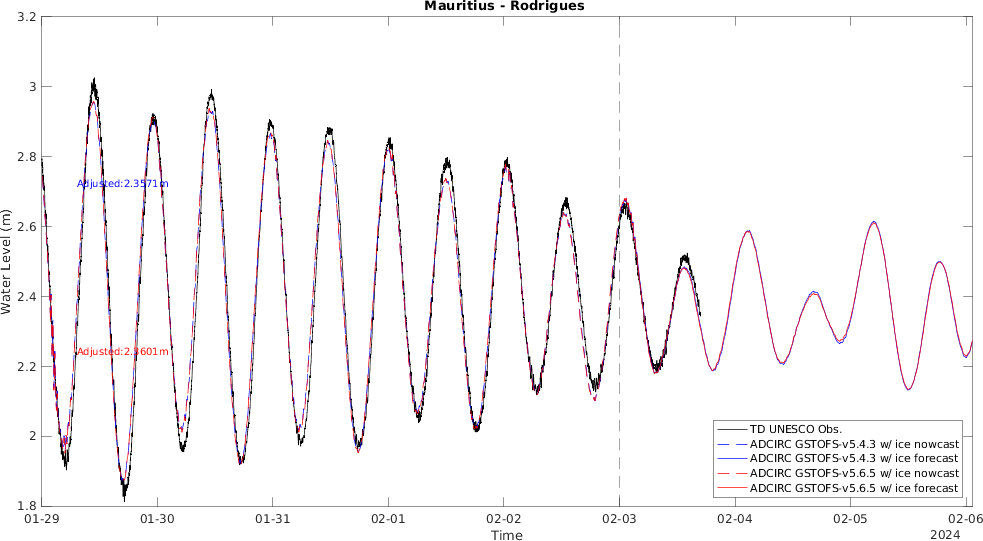 Mauritius - Rodrigues
3.2
3
2.8
2.6
2.4
2.2
2
1.8
Water Level (m)
Adjusted:2.3571m
Adjusted:2.3601m
TD UNESCO Obs.
ADCIRC GSTOFS-v5.4.3 w/ ice nowcast
ADCIRC GSTOFS-v5.4.3 w/ ice forecast
ADCIRC GSTOFS-v5.6.5 w/ ice nowcast
ADCIRC GSTOFS-v5.6.5 w/ ice forecast
01-29 01-30 01-31 02-01 02-02 02-03 02-04 02-05 02-06
Time
2024